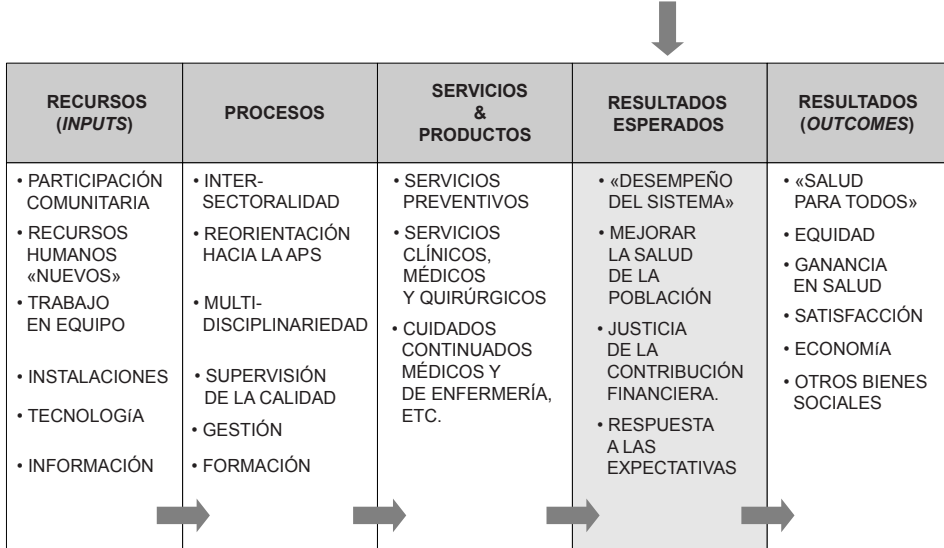 RECURSOS
(INPUTS)
PROCESOS
SERVICIOS
&
PRODUCTOS
RESULTADOS
ESPERADOS
RESULTADOS
(OUTCOMES)
• PARTICIPACIÓN
COMUNITARIA
• RECURSOS
HUMANOS
«NUEVOS»
• TRABAJO
EN EQUIPO
• INSTALACIONES
• TECNOLOGíA
• INFORMACIÓN
• INTER-
SECTORALIDAD
• REORIENTACIÓN
HACIA LA APS
• MULTI-
DISCIPLINARIEDAD
• SUPERVISIÓN
DE LA CALIDAD
• GESTIÓN
• FORMACIÓN
• SERVICIOS
PREVENTIVOS
• SERVICIOS
CLÍNICOS,
MÉDICOS
Y QUIRÚRGICOS
• CUIDADOS
CONTINUADOS
MÉDICOS Y
DE ENFERMERÍA,
ETC.
• «DESEMPEÑO
DEL SISTEMA»
• MEJORAR
LA SALUD
DE LA
POBLACIÓN
• JUSTICIA
DE LA
CONTRIBUCIÓN
FINANCIERA.
• RESPUESTA
A LAS
EXPECTATIVAS
• «SALUD
PARA TODOS»
• EQUIDAD
• GANANCIA
EN SALUD
• SATISFACCIÓN
• ECONOMíA
• OTROS BIENES
SOCIALES